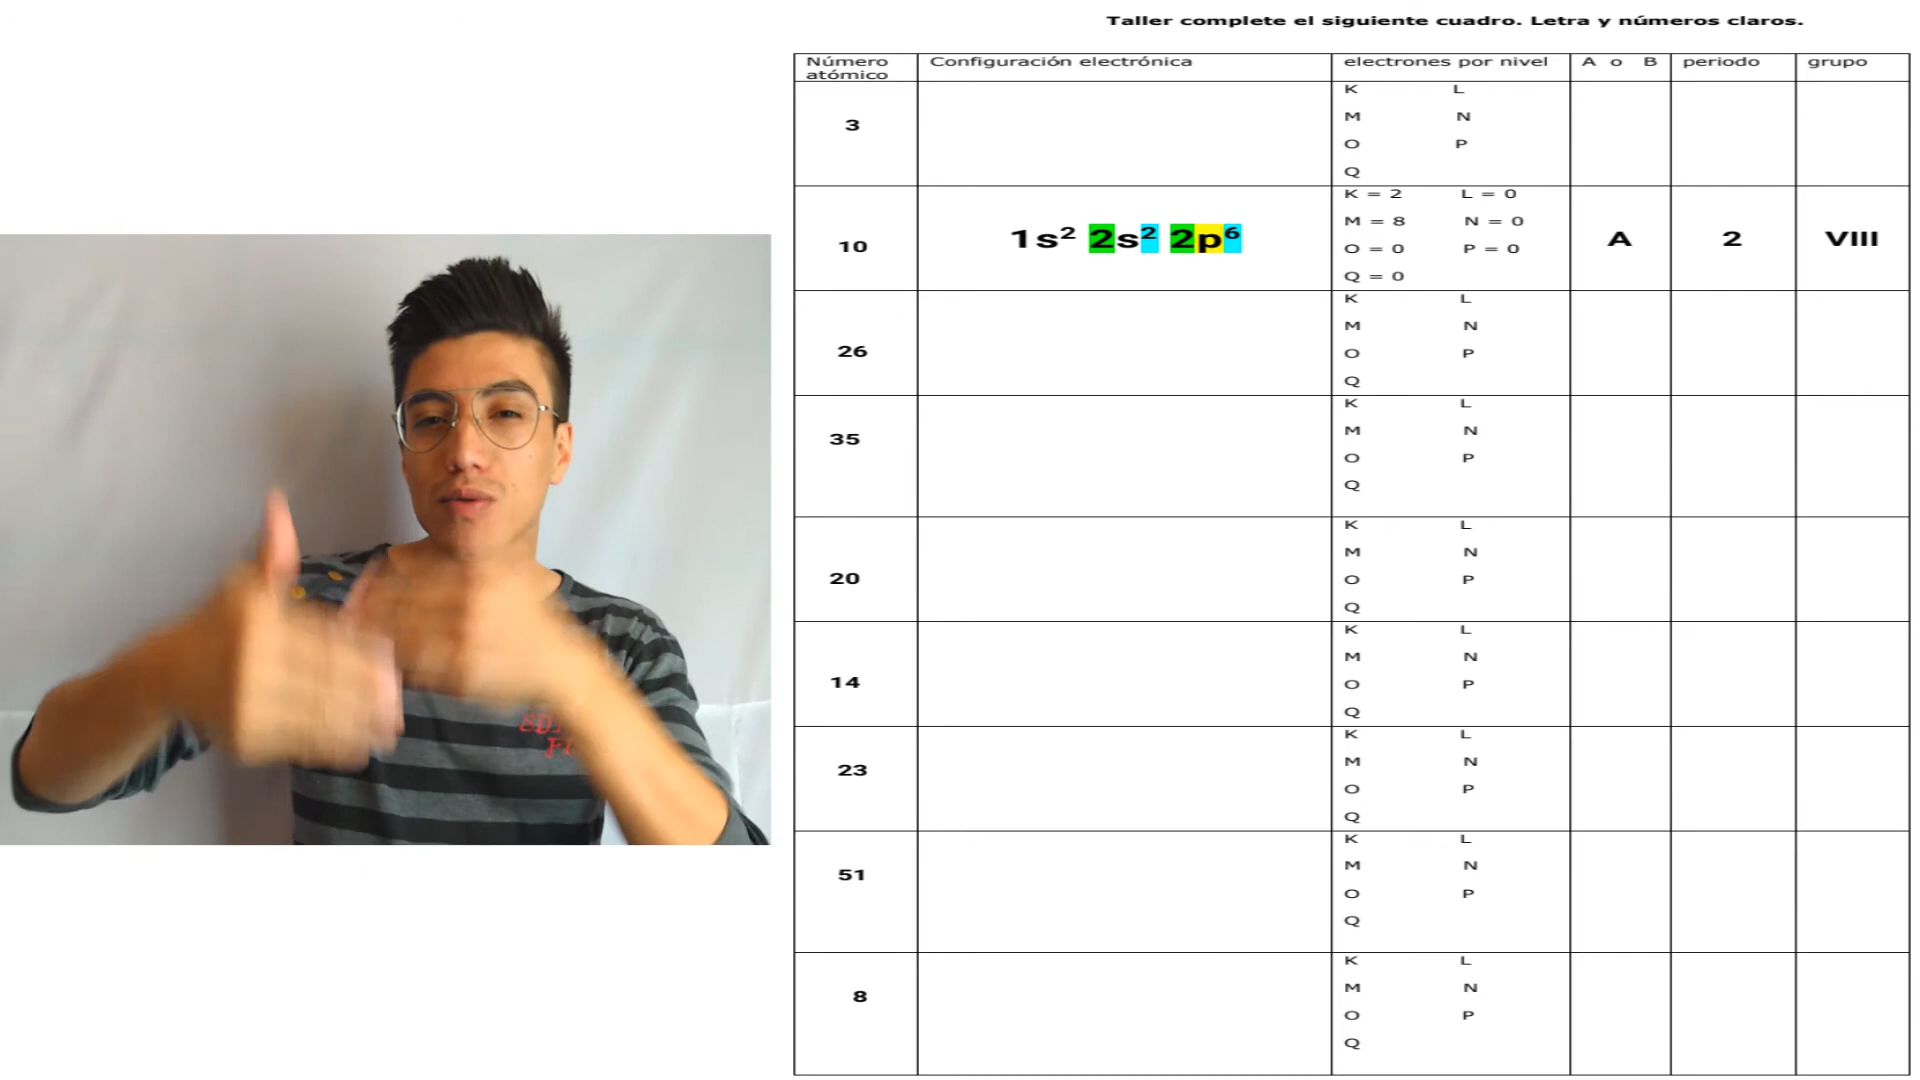 Taller complete el siguiente cuadro. Letra y números claros.
Número atómico Configuración electrónica electrones por nivel A o B periodo grupo
3
K L
M N
O P
Q
10 1s² 2s² 2p⁶
K = 2 L = 0
M = 8 N = 0
O = 0 P = 0
Q = 0
A 2 VIII
26
K L
M N
O P
Q
35
K L
M N
O P
Q
20
K L
M N
O P
Q
14
K L
M N
O P
Q
23
K L
M N
O P
Q
51
K L
M N
O P
Q
8
K L
M N
O P
Q